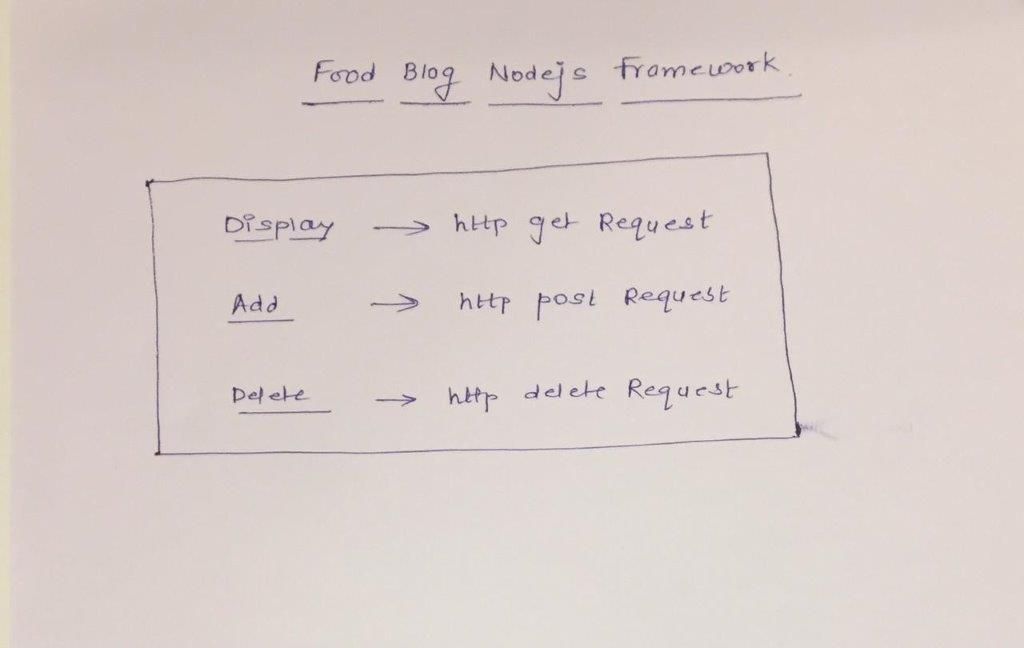 Food Blog Nodejs Framework.
Display → http get Request
Add → http post Request
Delete → http delete Request